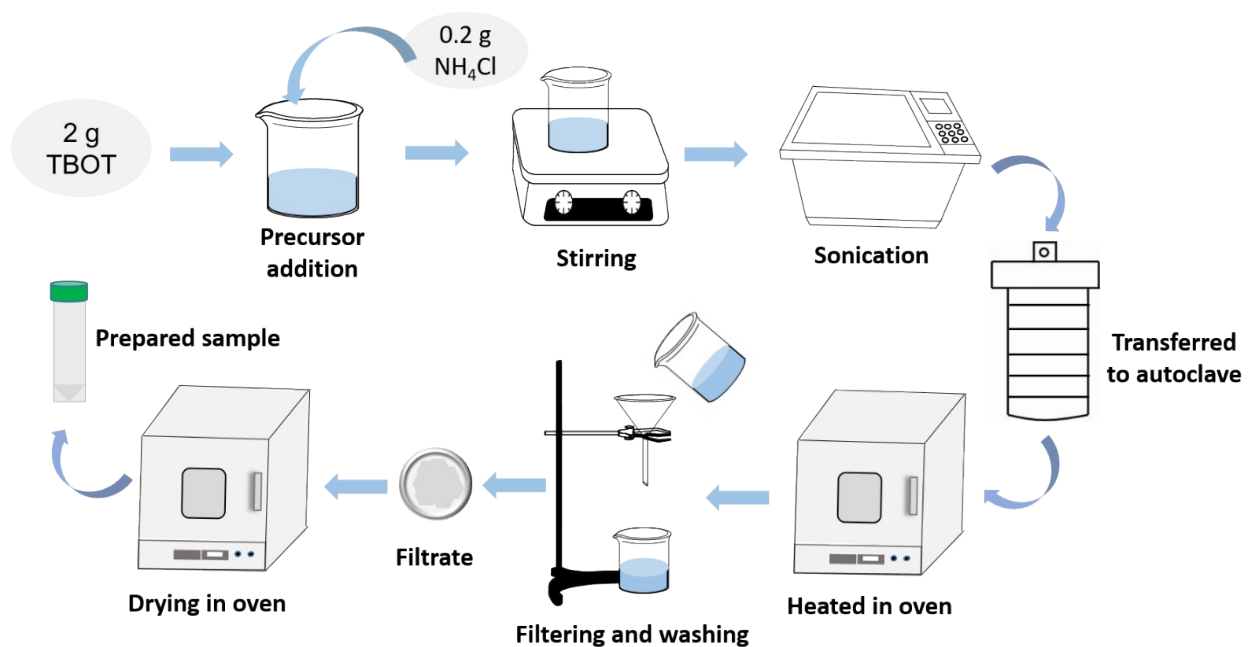 0.2 g
NH₄Cl
2 g
TBOT
Precursor
addition
Stirring
Sonication
Transferred
to autoclave
Prepared sample
Drying in oven
Filtrate
Filtering and washing
Heated in oven